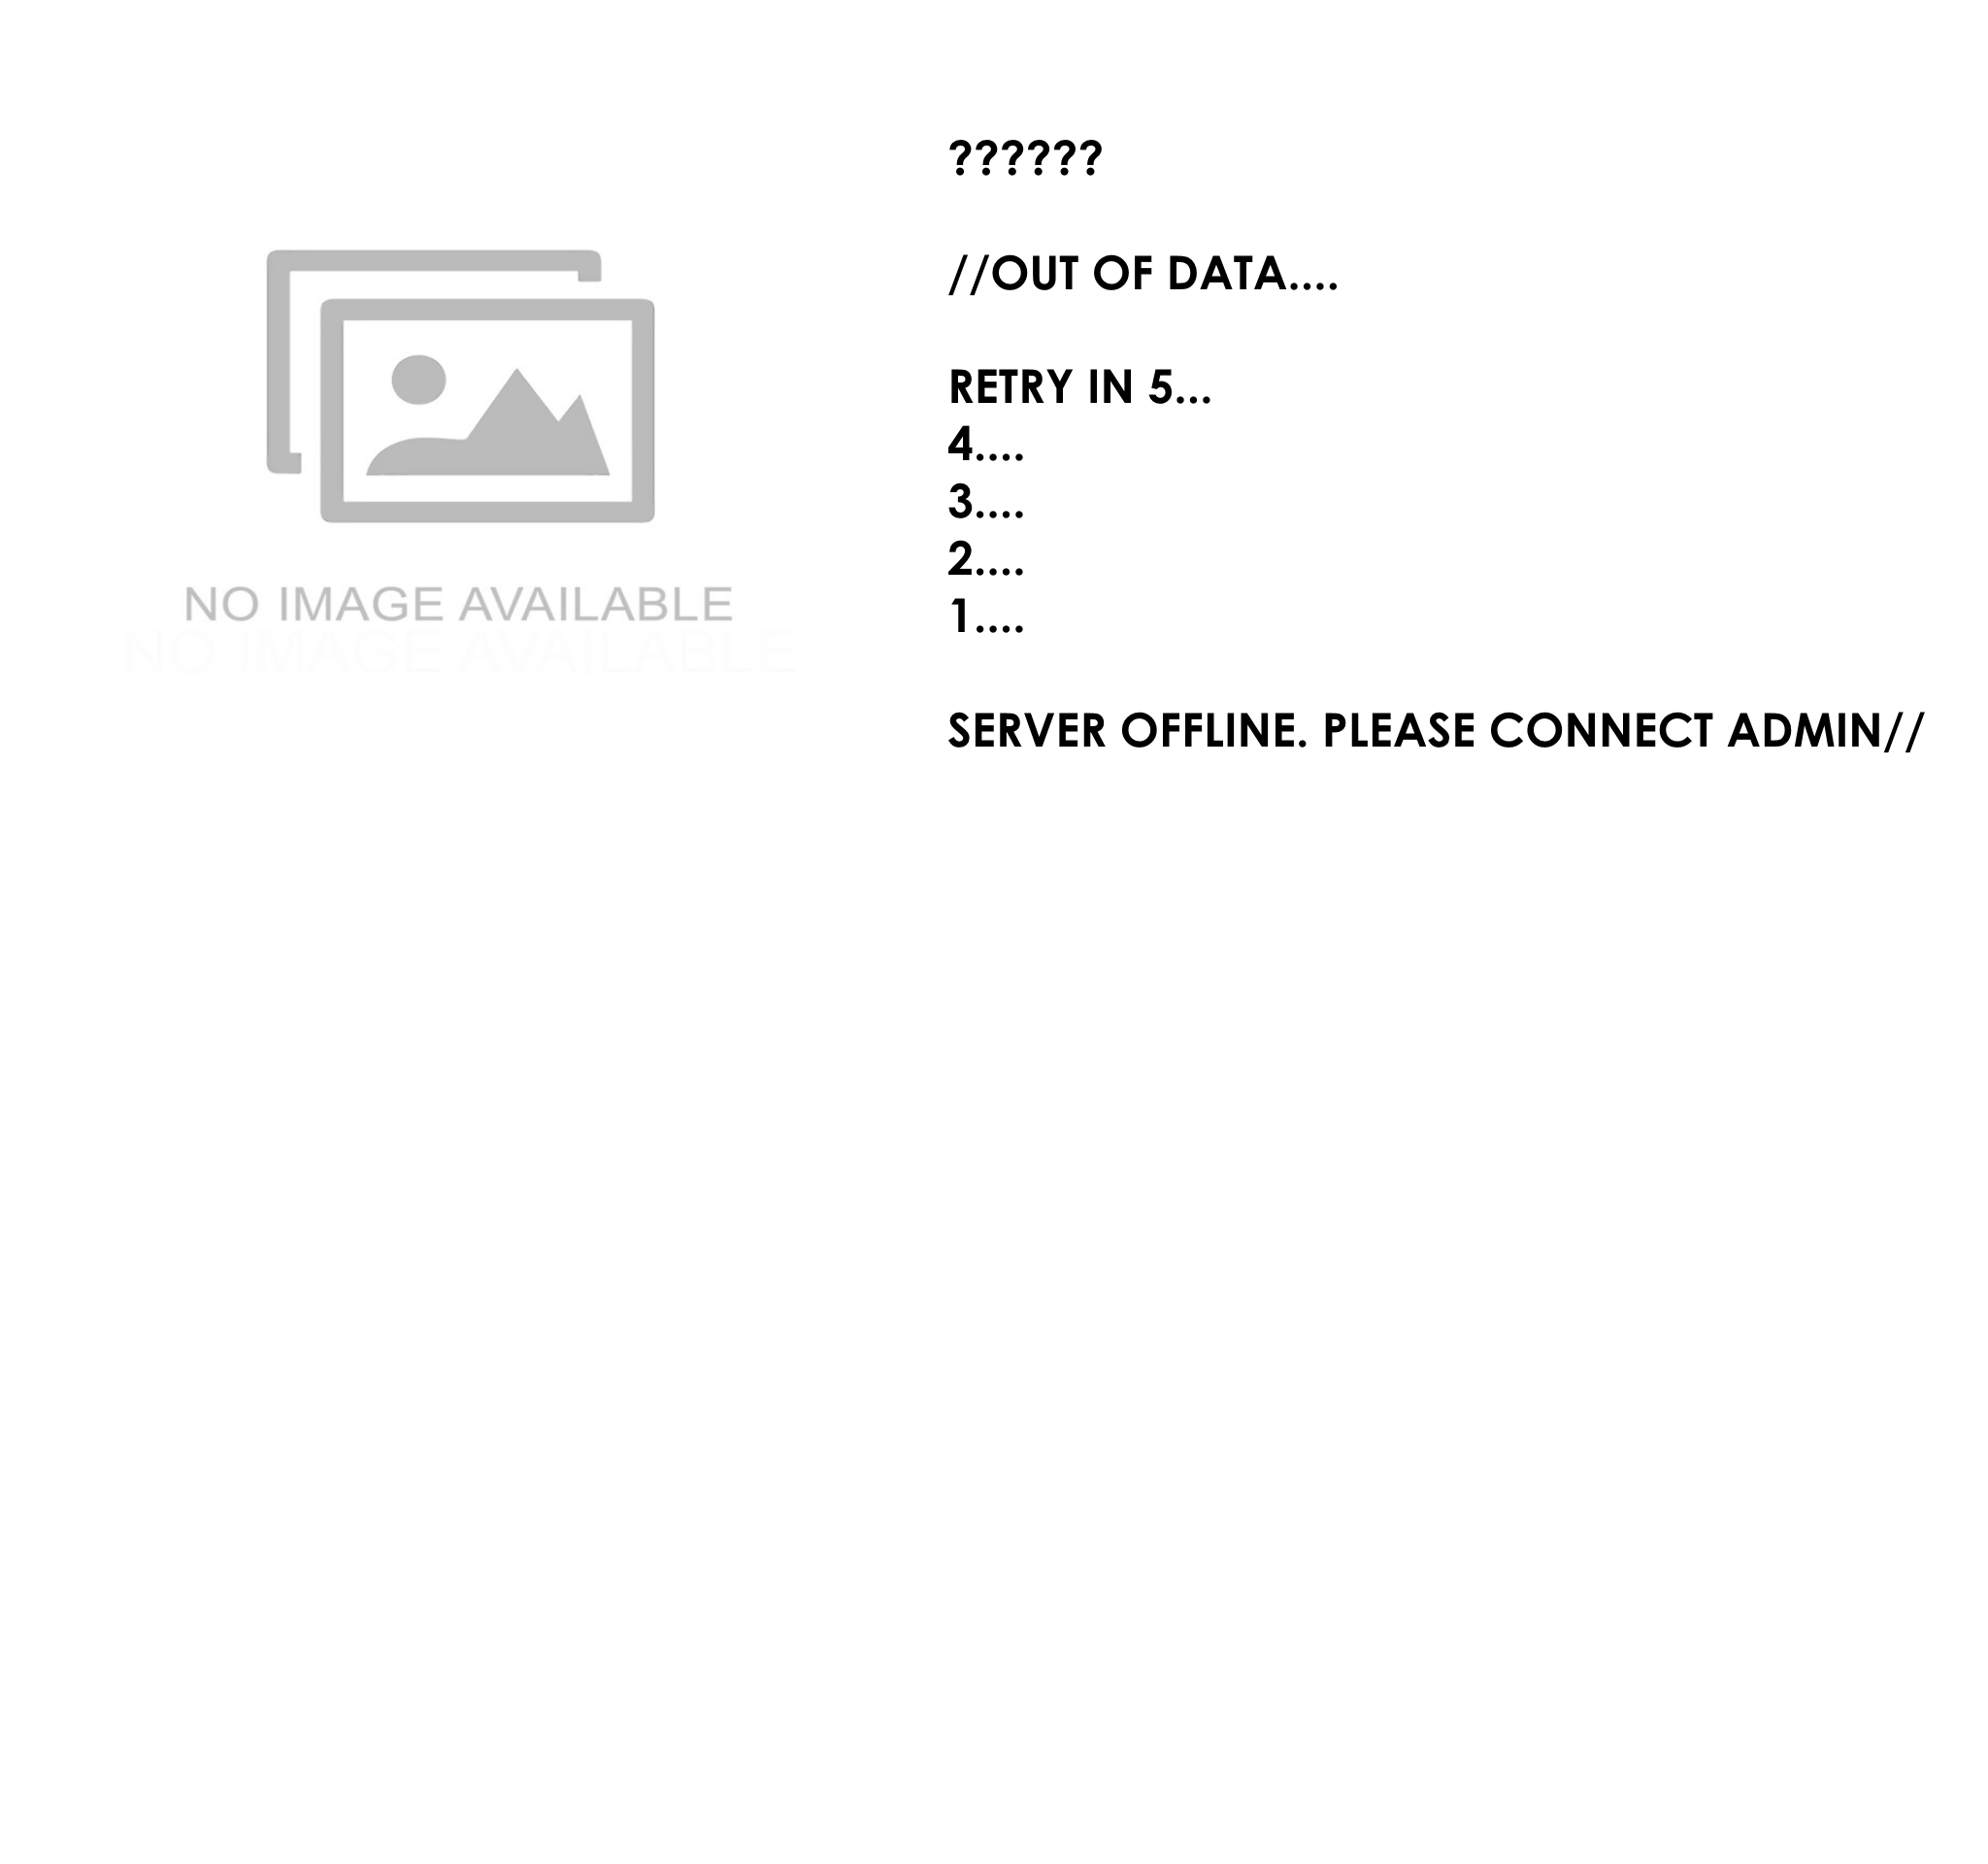 NO IMAGE AVAILABLE
NO IMAGE AVAILABLE
??????
//OUT OF DATA....
RETRY IN 5...
4....
3....
2....
1....
SERVER OFFLINE. PLEASE CONNECT ADMIN//